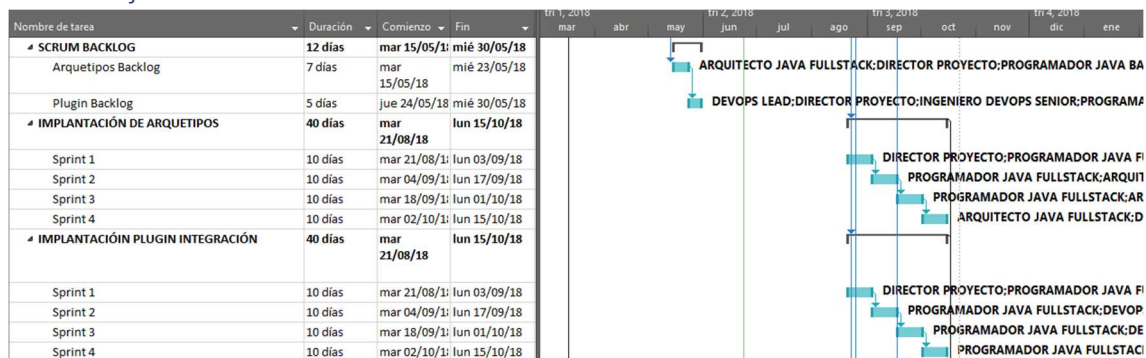 tri 1, 2018 tri 2, 2018 tri 3, 2018 tri 4, 2018
Nombre de tarea Duración Comienzo Fin mar abr may jun jul ago sep oct nov dic ene
SCRUM BACKLOG 12 días mar 15/05/18 mié 30/05/18
Arquetipos Backlog 7 días mar 15/05/18 mié 23/05/18 ARQUITECTO JAVA FULLSTACK;DIRECTOR PROYECTO;PROGRAMADOR JAVA BA
Plugin Backlog 5 días jue 24/05/18 mié 30/05/18 DEVOPS LEAD;DIRECTOR PROYECTO;INGENIERO DEVOPS SENIOR;PROGRAMA
IMPLANTACIÓN DE ARQUETIPOS 40 días mar 21/08/18 lun 15/10/18
Sprint 1 10 días mar 21/08/1 lun 03/09/18 DIRECTOR PROYECTO;PROGRAMADOR JAVA FU
Sprint 2 10 días mar 04/09/1 lun 17/09/18 PROGRAMADOR JAVA FULLSTACK;ARQUIT
Sprint 3 10 días mar 18/09/1 lun 01/10/18 PROGRAMADOR JAVA FULLSTACK;AR
Sprint 4 10 días mar 02/10/1 lun 15/10/18 ARQUITECTO JAVA FULLSTACK;D
IMPLANTACIÓIN PLUGIN INTEGRACIÓN 40 días mar 21/08/18 lun 15/10/18
Sprint 1 10 días mar 21/08/1 lun 03/09/18 DIRECTOR PROYECTO;PROGRAMADOR JAVA FU
Sprint 2 10 días mar 04/09/1 lun 17/09/18 PROGRAMADOR JAVA FULLSTACK;DEVOP
Sprint 3 10 días mar 18/09/1 lun 01/10/18 PROGRAMADOR JAVA FULLSTACK;DE
Sprint 4 10 días mar 02/10/1 lun 15/10/18 PROGRAMADOR JAVA FULLSTAC